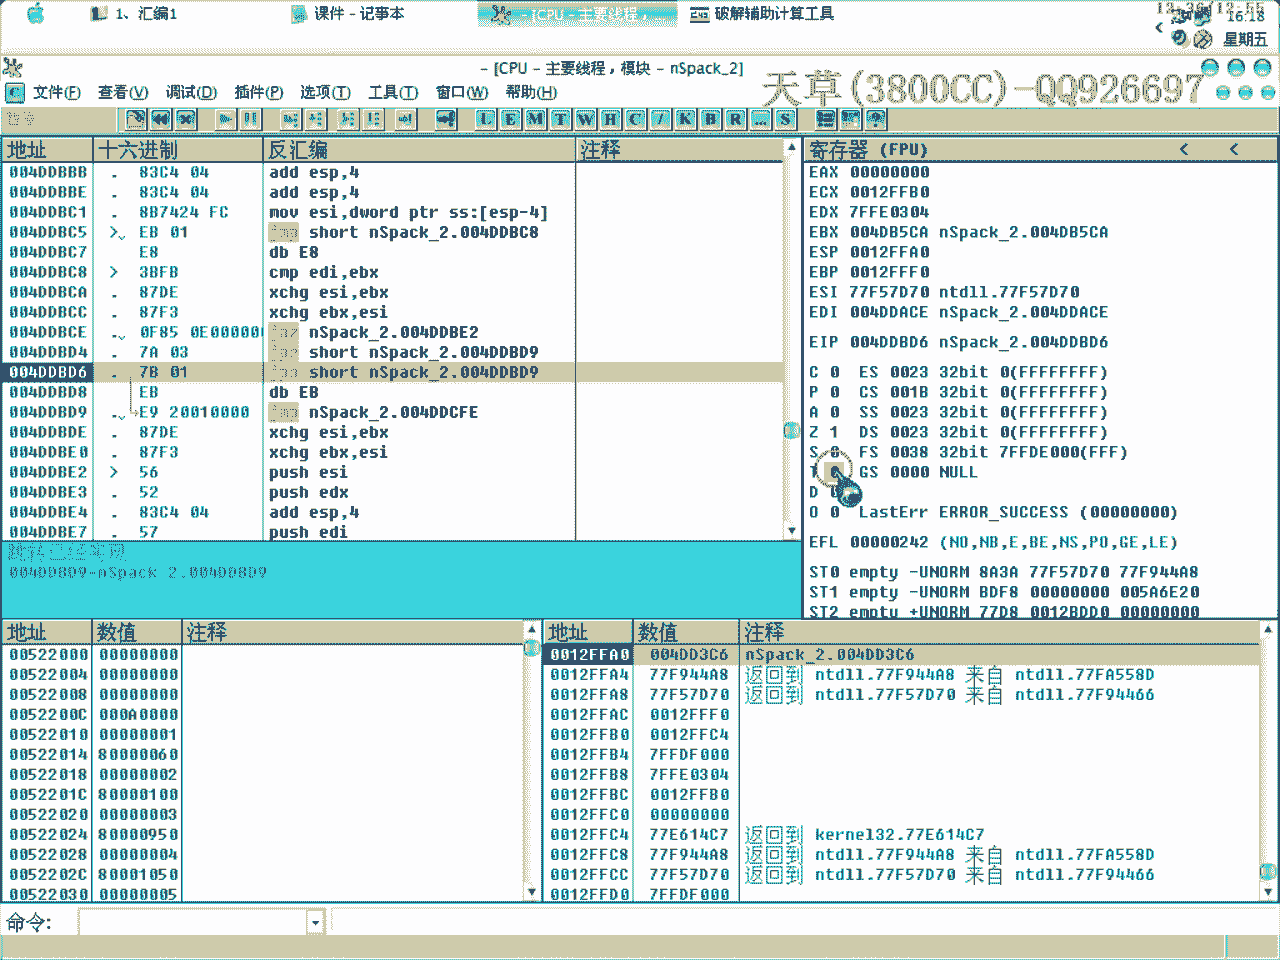 1、汇编1
课件 - 记事本
- [CPU - 主要线程，...
破解辅助计算工具
16:18
星期五
- [CPU - 主要线程，模块 - nSpack_2]
天草(3800CC)-QQ926697
文件(F) 查看(V) 调试(D) 插件(P) 选项(T) 工具(T) 窗口(W) 帮助(H)
L E M T W H C / K B R ... S
地址 十六进制 反汇编 注释
004DDBBB . 83C4 04 add esp,4
004DDBBE . 83C4 04 add esp,4
004DDBC1 . 8B7424 FC mov esi,dword ptr ss:[esp-4]
004DDBC5 > EB 01 short nSpack_2.004DDBC8
004DDBC7 E8 db E8
004DDBC8 > 3BFB cmp edi,ebx
004DDBCA . 87DE xchg esi,ebx
004DDBCC . 87F3 xchg ebx,esi
004DDBCE . 0F85 0E00000 nSpack_2.004DDBE2
004DDBD4 . 7A 03 short nSpack_2.004DDBD9
004DDBD6 . 7B 01 short nSpack_2.004DDBD9
004DDBD8 EB db EB
004DDBD9 . E9 20010000 nSpack_2.004DDCFE
004DDBDE . 87DE xchg esi,ebx
004DDBE0 . 87F3 xchg ebx,esi
004DDBE2 > 56 push esi
004DDBE3 . 52 push edx
004DDBE4 . 83C4 04 add esp,4
004DDBE7 . 57 push edi
004DDBD9=nSpack_2.004DDBD9
寄存器 (FPU) < <
EAX 00000000
ECX 0012FFB0
EDX 7FFE0304
EBX 004DB5CA nSpack_2.004DB5CA
ESP 0012FFA0
EBP 0012FFF0
ESI 77F57D70 ntdll.77F57D70
EDI 004DDACE nSpack_2.004DDACE
EIP 004DDBD6 nSpack_2.004DDBD6
C 0 ES 0023 32bit 0(FFFFFFFF)
P 0 CS 001B 32bit 0(FFFFFFFF)
A 0 SS 0023 32bit 0(FFFFFFFF)
Z 1 DS 0023 32bit 0(FFFFFFFF)
S 0 FS 0038 32bit 7FFDE000(FFF)
T 0 GS 0000 NULL
D
O 0 LastErr ERROR_SUCCESS (00000000)
EFL 00000242 (NO,NB,E,BE,NS,PO,GE,LE)
ST0 empty -UNORM 8A3A 77F57D70 77F944A8
ST1 empty -UNORM BDF8 00000000 005A6E20
ST2 empty +UNORM 77D8 0012BDD0 00000000
地址 数值 注释
00522000 00000000
00522004 00000000
00522008 00000000
0052200C 000A0000
00522010 00000001
00522014 80000060
00522018 00000002
0052201C 80000100
00522020 00000003
00522024 80000950
00522028 00000004
0052202C 80001050
00522030 00000005
地址 数值 注释
0012FFA0 004DD3C6 nSpack_2.004DD3C6
0012FFA4 77F944A8 返回到 ntdll.77F944A8 来自 ntdll.77FA558D
0012FFA8 77F57D70 返回到 ntdll.77F57D70 来自 ntdll.77F94466
0012FFAC 0012FFF0
0012FFB0 0012FFC4
0012FFB4 7FFDF000
0012FFB8 7FFE0304
0012FFBC 0012FFB0
0012FFC0 00000000
0012FFC4 77E614C7 返回到 kernel32.77E614C7
0012FFC8 77F944A8 返回到 ntdll.77F944A8 来自 ntdll.77FA558D
0012FFCC 77F57D70 返回到 ntdll.77F57D70 来自 ntdll.77F94466
0012FFD0 7FFDF000
命令: